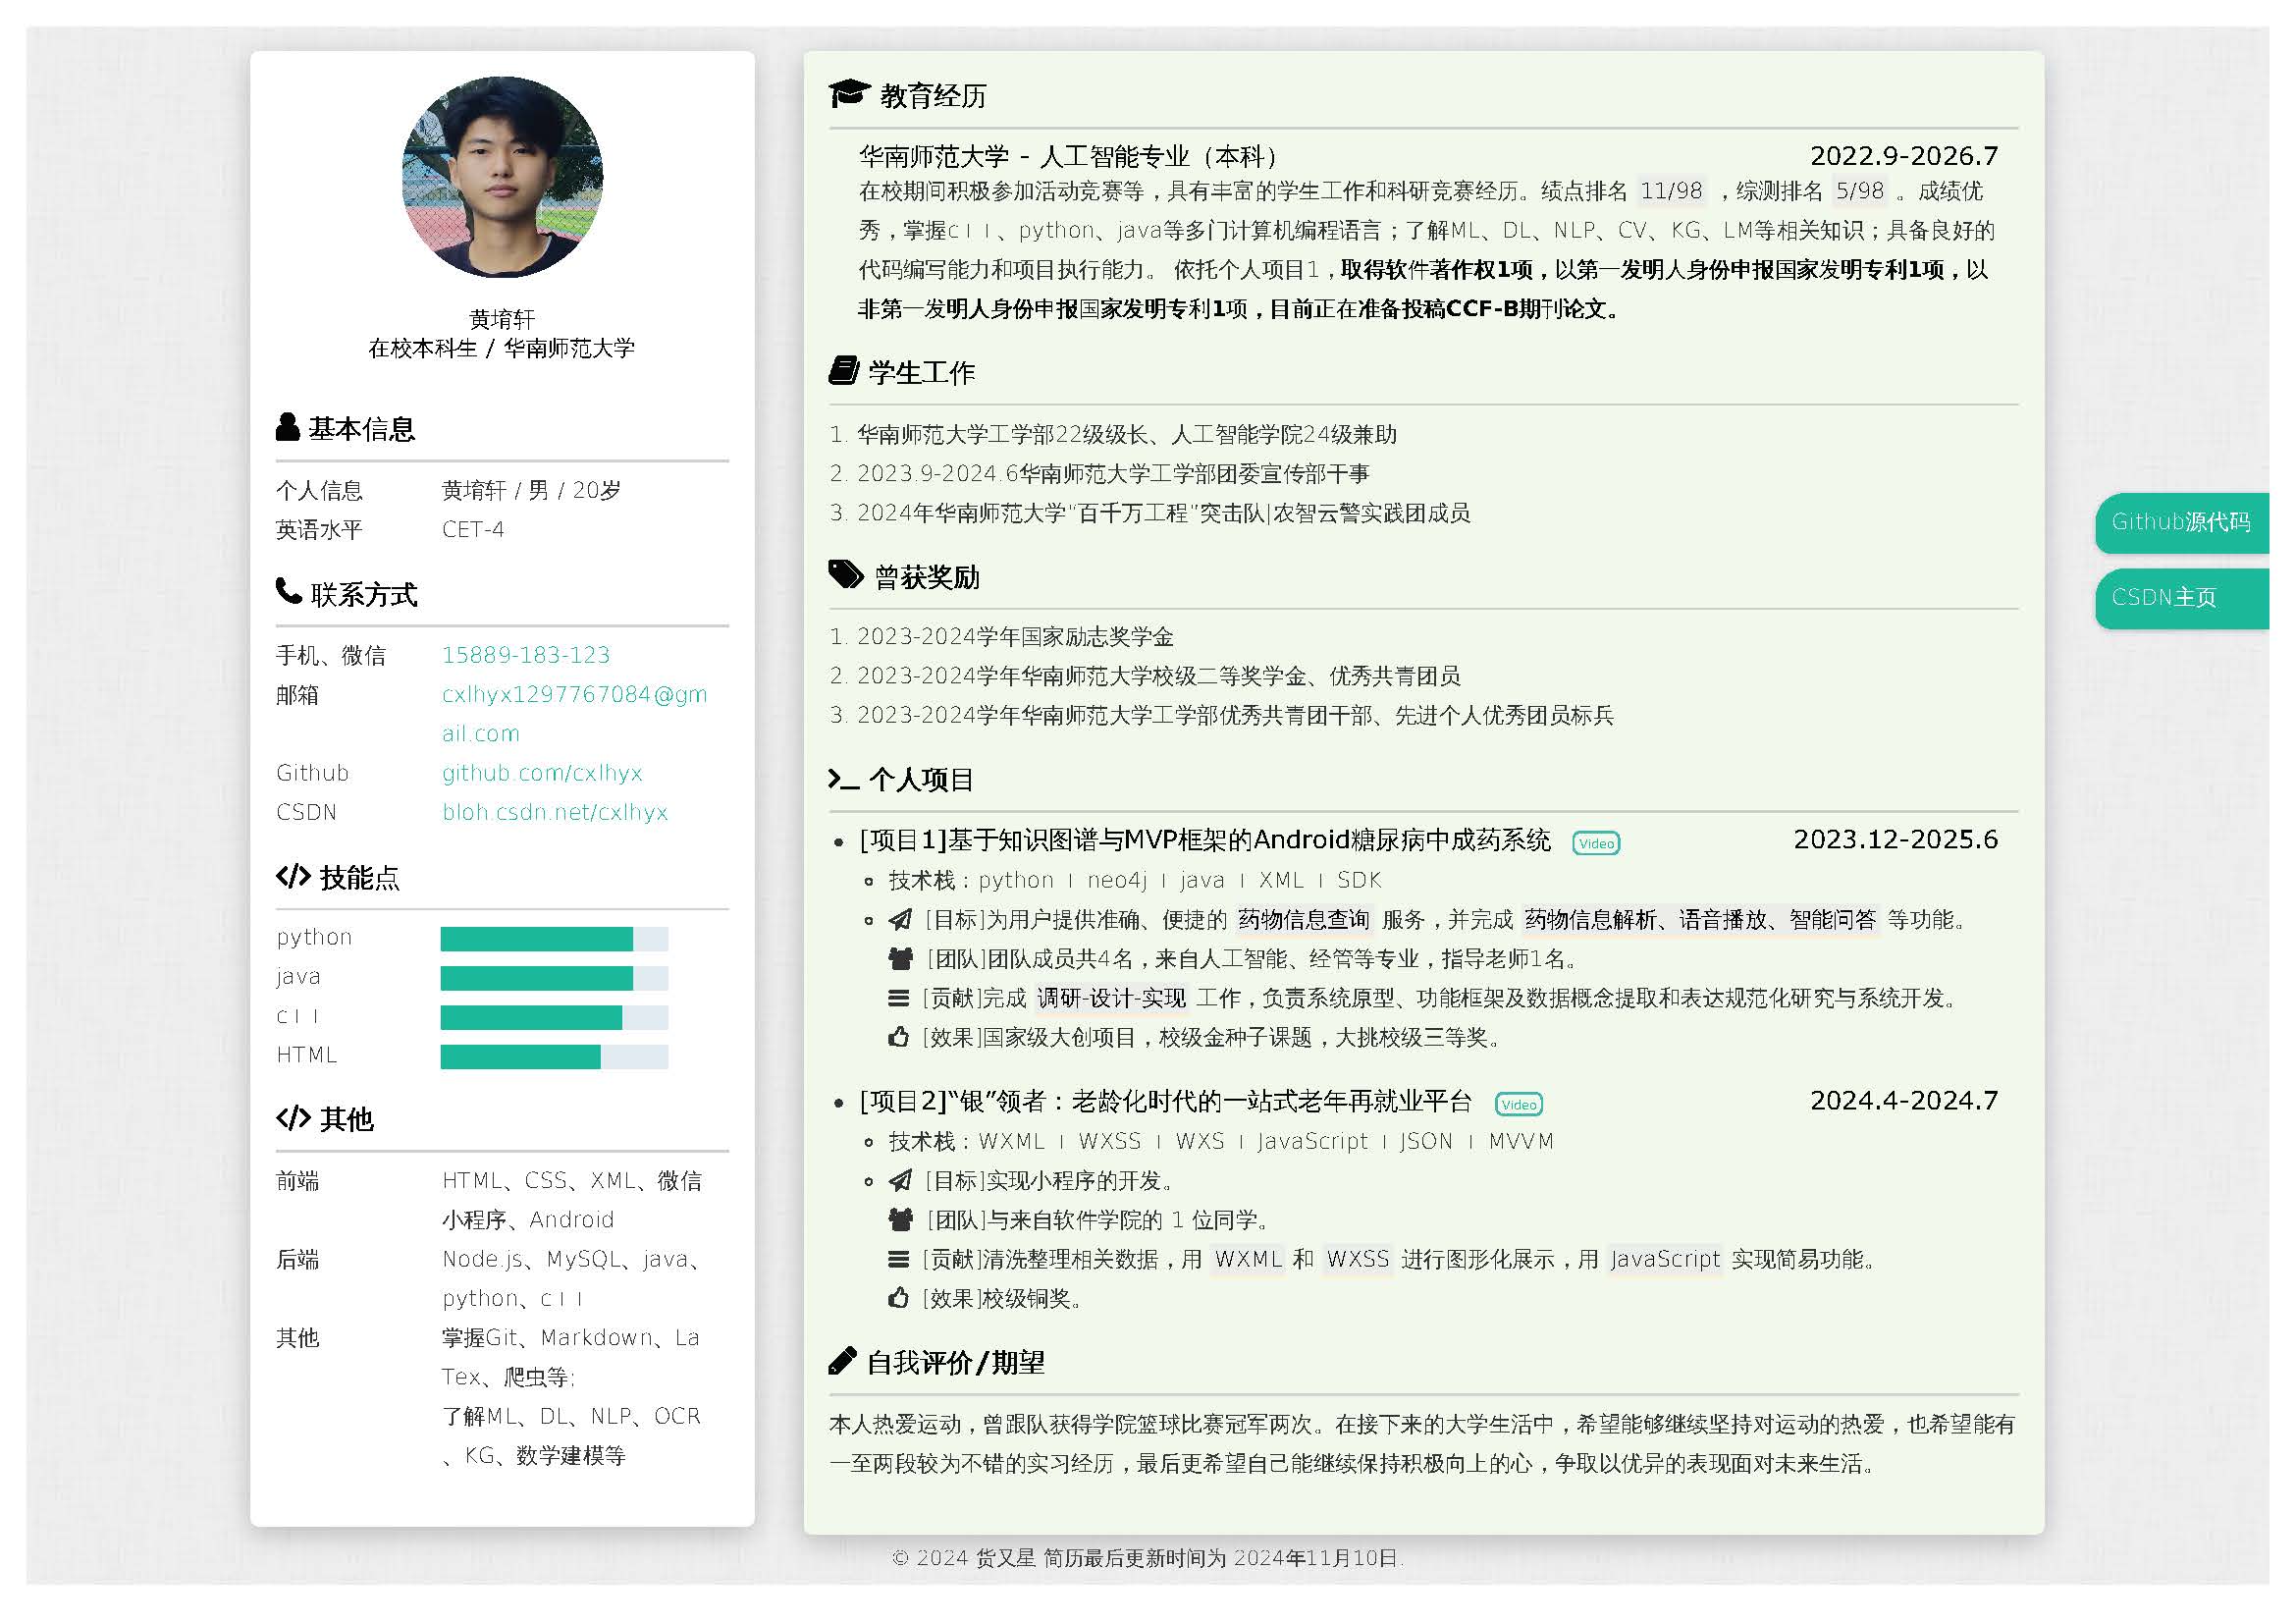 黄堉轩
在校本科生 / 华南师范大学
基本信息
个人信息 黄堉轩 / 男 / 20岁
英语水平 CET-4
联系方式
手机、微信 15889-183-123
邮箱 cxlhyx1297767084@gm
ail.com
Github github.com/cxlhyx
CSDN bloh.csdn.net/cxlhyx
技能点
python
java
c++
HTML
其他
前端 HTML、CSS、XML、微信
小程序、Android
后端 Node.js、MySQL、java、
python、c++
其他 掌握Git、Markdown、La
Tex、爬虫等;
了解ML、DL、NLP、OCR
、KG、数学建模等
教育经历
华南师范大学 - 人工智能专业（本科） 2022.9-2026.7
在校期间积极参加活动竞赛等，具有丰富的学生工作和科研竞赛经历。绩点排名 11/98 ，综测排名 5/98 。成绩优
秀，掌握c++、python、java等多门计算机编程语言；了解ML、DL、NLP、CV、KG、LM等相关知识；具备良好的
代码编写能力和项目执行能力。 依托个人项目1，取得软件著作权1项，以第一发明人身份申报国家发明专利1项，以
非第一发明人身份申报国家发明专利1项，目前正在准备投稿CCF-B期刊论文。
学生工作
1. 华南师范大学工学部22级级长、人工智能学院24级兼助
2. 2023.9-2024.6华南师范大学工学部团委宣传部干事
3. 2024年华南师范大学"百千万工程"突击队|农智云警实践团成员
曾获奖励
1. 2023-2024学年国家励志奖学金
2. 2023-2024学年华南师范大学校级二等奖学金、优秀共青团员
3. 2023-2024学年华南师范大学工学部优秀共青团干部、先进个人优秀团员标兵
个人项目
[项目1]基于知识图谱与MVP框架的Android糖尿病中成药系统 Video 2023.12-2025.6
技术栈：python | neo4j | java | XML | SDK
[目标]为用户提供准确、便捷的 药物信息查询 服务，并完成 药物信息解析、语音播放、智能问答 等功能。
[团队]团队成员共4名，来自人工智能、经管等专业，指导老师1名。
[贡献]完成 调研-设计-实现 工作，负责系统原型、功能框架及数据概念提取和表达规范化研究与系统开发。
[效果]国家级大创项目，校级金种子课题，大挑校级三等奖。
[项目2]“银”领者：老龄化时代的一站式老年再就业平台 Video 2024.4-2024.7
技术栈：WXML | WXSS | WXS | JavaScript | JSON | MVVM
[目标]实现小程序的开发。
[团队]与来自软件学院的 1 位同学。
[贡献]清洗整理相关数据，用 WXML 和 WXSS 进行图形化展示，用 JavaScript 实现简易功能。
[效果]校级铜奖。
自我评价/期望
本人热爱运动，曾跟队获得学院篮球比赛冠军两次。在接下来的大学生活中，希望能够继续坚持对运动的热爱，也希望能有
一至两段较为不错的实习经历，最后更希望自己能继续保持积极向上的心，争取以优异的表现面对未来生活。
Github源代码
CSDN主页
© 2024 货又星 简历最后更新时间为 2024年11月10日.